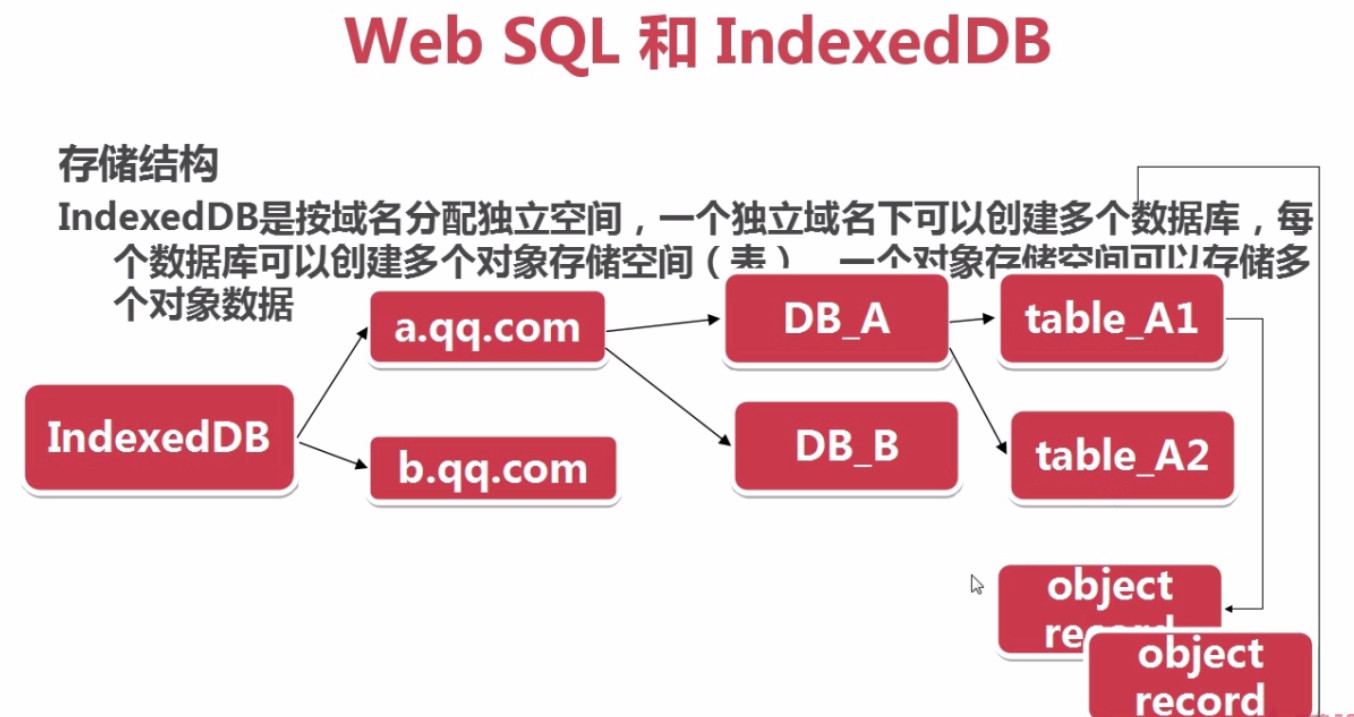 Web SQL 和 IndexedDB
存储结构
IndexedDB是按域名分配独立空间，一个独立域名下可以创建多个数据库，每
个数据库可以创建多个对象存储空间（表），一个对象存储空间可以存储多
个对象数据
IndexedDB
a.qq.com
b.qq.com
DB_A
DB_B
table_A1
table_A2
object
record
object
record